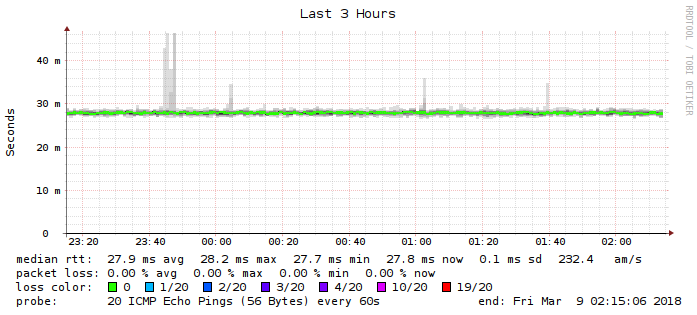 Last 3 Hours
RRDTOOL / TOBI OETIKER
Seconds
40 m
30 m
20 m
10 m
0
23:20 23:40 00:00 00:20 00:40 01:00 01:20 01:40 02:00
median rtt: 27.9 ms avg 28.2 ms max 27.7 ms min 27.8 ms now 0.1 ms sd 232.4 am/s
packet loss: 0.00 % avg 0.00 % max 0.00 % min 0.00 % now
loss color: 0 1/20 2/20 3/20 4/20 10/20 19/20
probe: 20 ICMP Echo Pings (56 Bytes) every 60s end: Fri Mar 9 02:15:06 2018